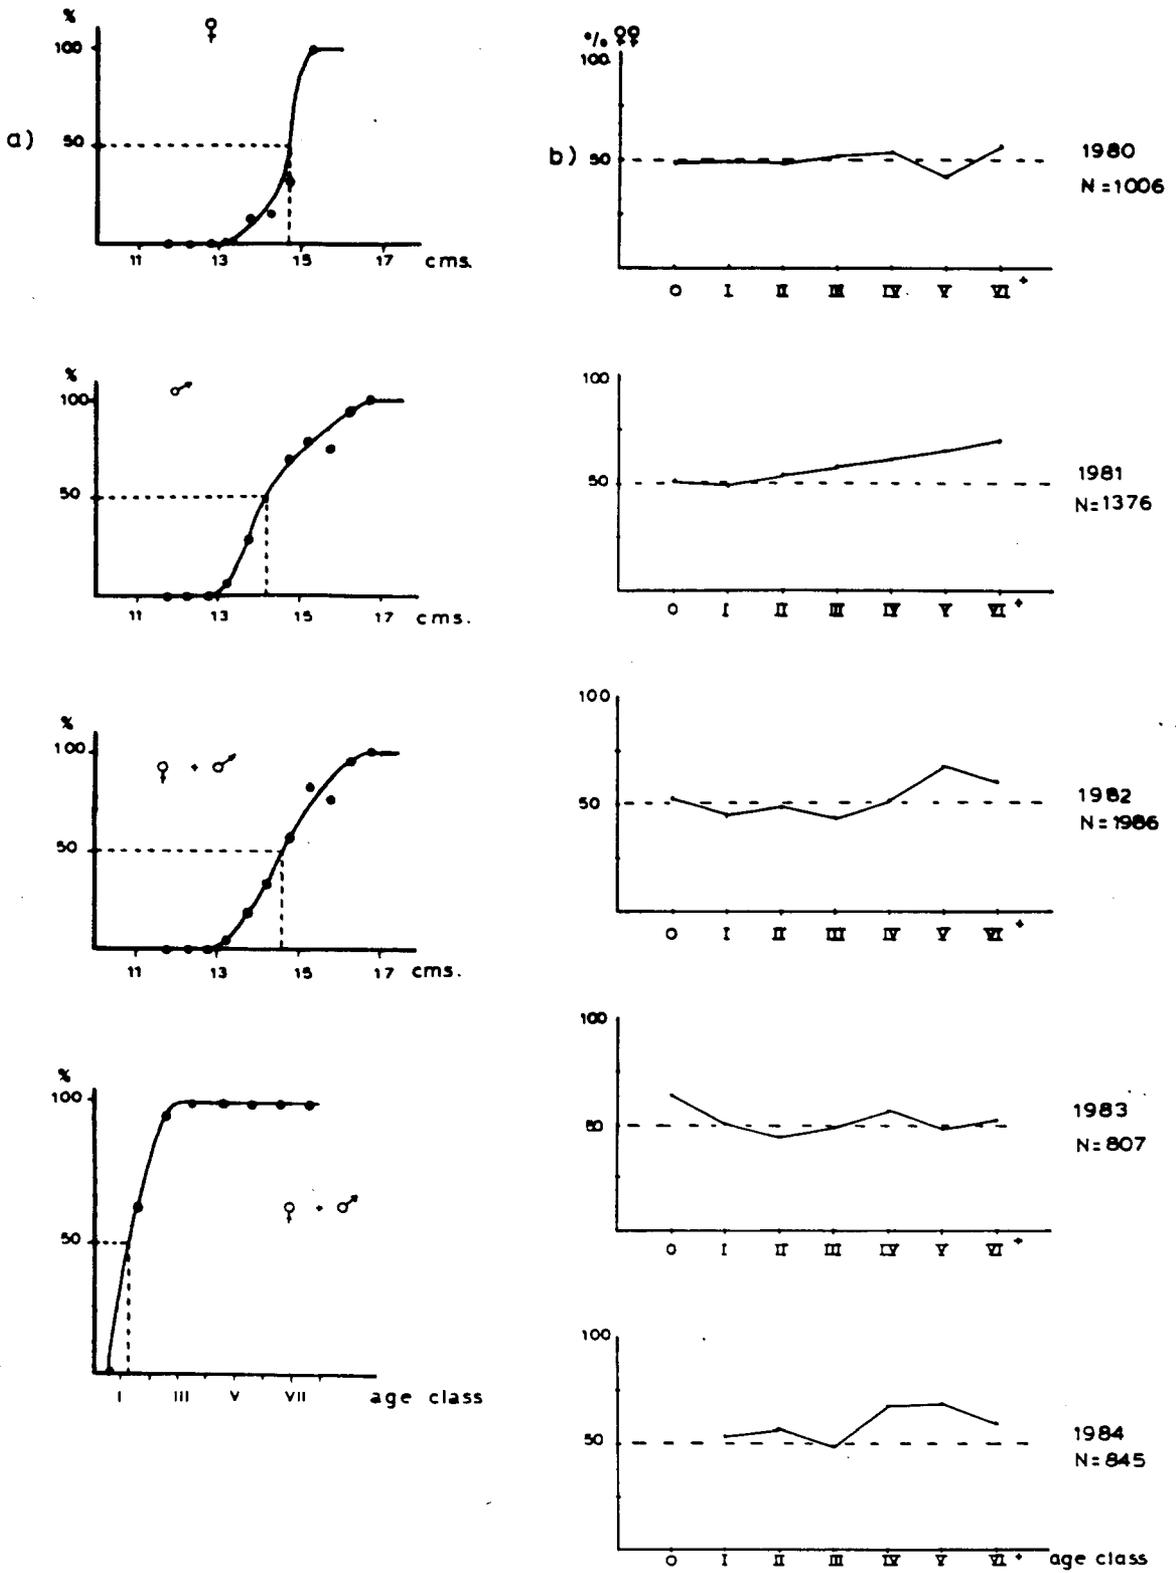 a)
% ♀
100
50
11 13 15 17 cms.
% ♂
100
50
11 13 15 17 cms.
% ♀ + ♂
100
50
11 13 15 17 cms.
%
100
50
♀ + ♂
I III V VII age class
b)
% ♀♀
100
50
O I II III IV V VI+
1980
N=1006
100
50
O I II III IV V VI+
1981
N=1376
100
50
O I II III IV V VI+
1982
N=1986
100
O I II III IV V VI+
1983
N=807
100
50
O I II III IV V VI+ age class
1984
N=845